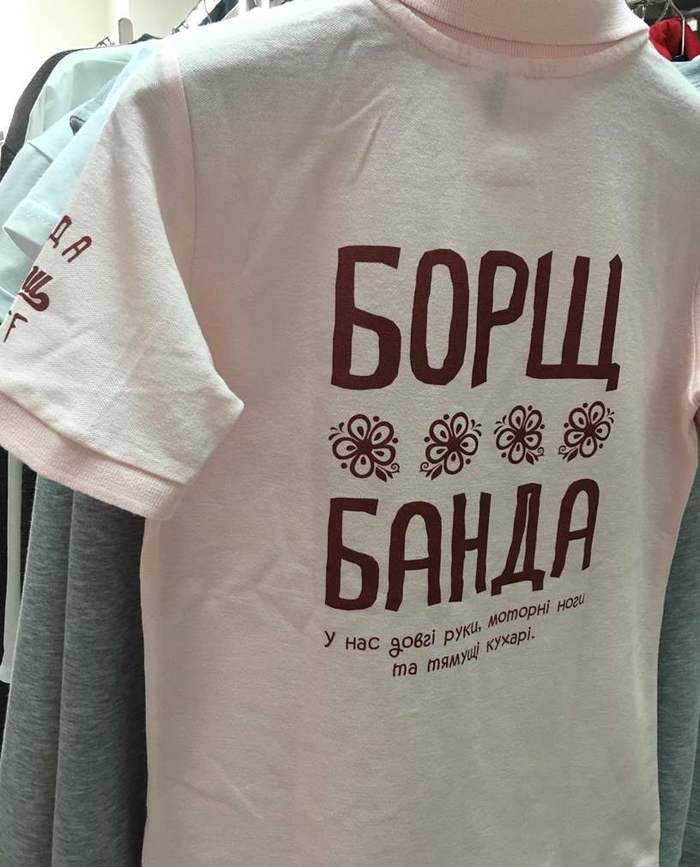 БОРЩ
БАНДА
У нас довгі руки, моторні ноги
та тямущі кухарі.